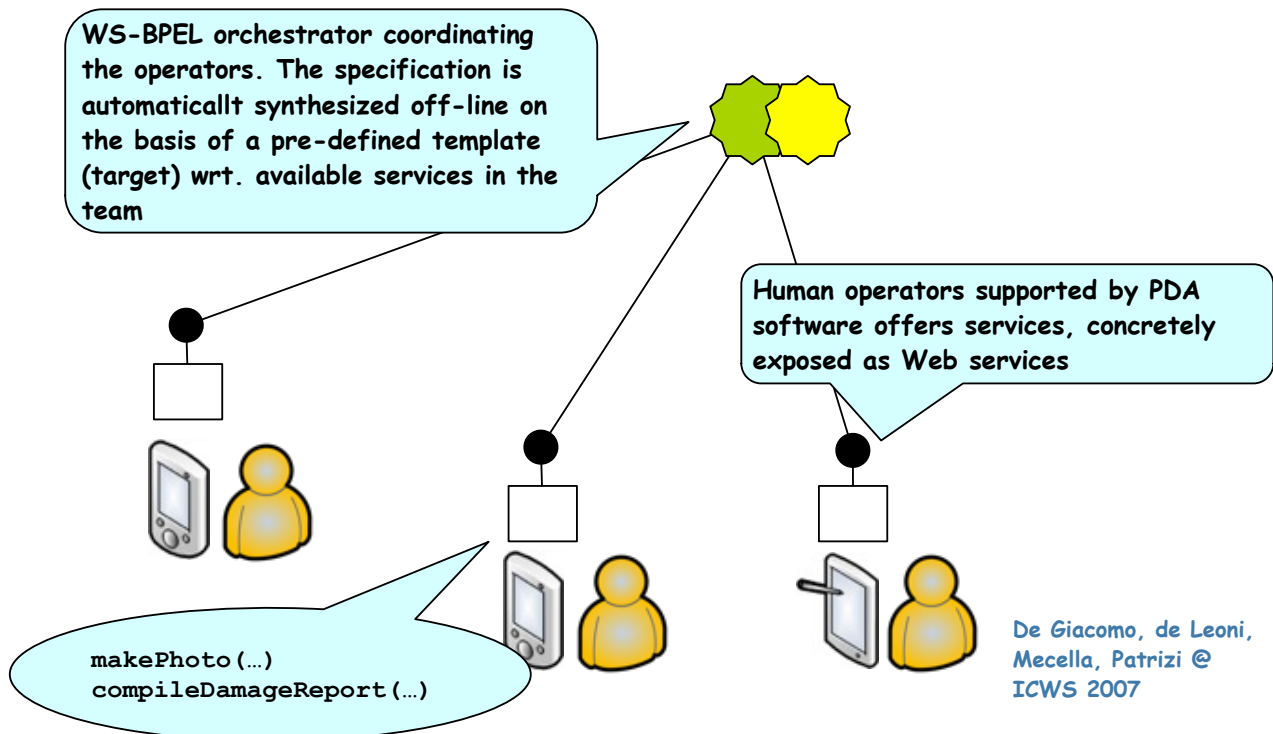 WS-BPEL orchestrator coordinating
the operators. The specification is
automaticallt synthesized off-line on
the basis of a pre-defined template
(target) wrt. available services in the
team
Human operators supported by PDA
software offers services, concretely
exposed as Web services
makePhoto(…)
compileDamageReport(…)
De Giacomo, de Leoni,
Mecella, Patrizi @
ICWS 2007